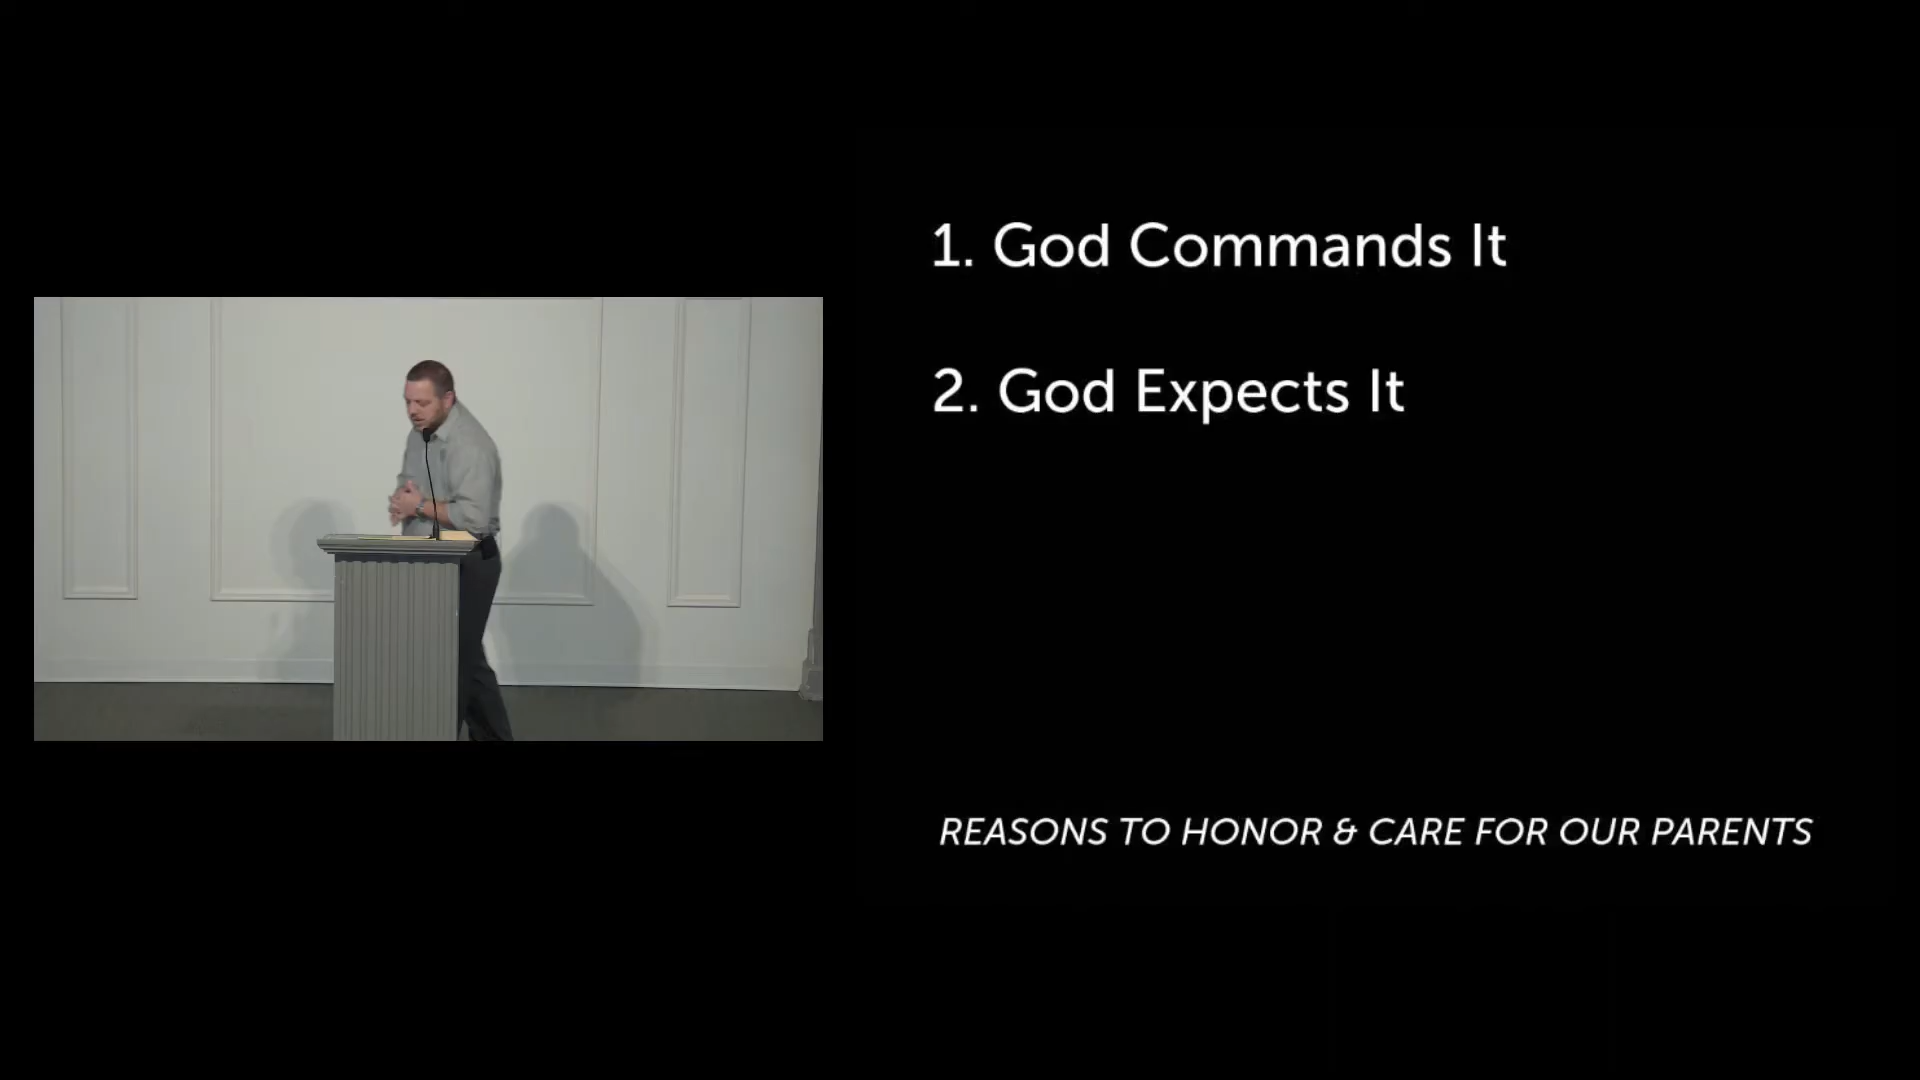 1. God Commands It
2. God Expects It
REASONS TO HONOR & CARE FOR OUR PARENTS